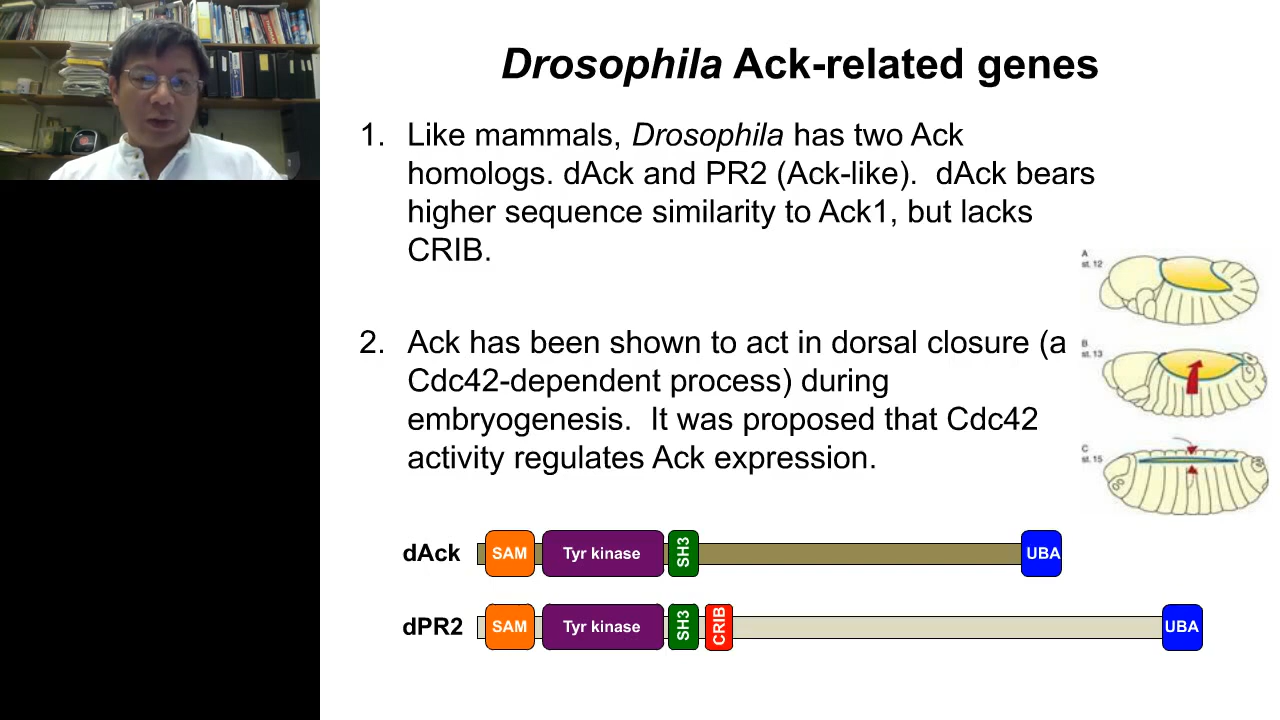 Drosophila Ack-related genes
1. Like mammals, Drosophila has two Ack
homologs. dAck and PR2 (Ack-like).  dAck bears
higher sequence similarity to Ack1, but lacks
CRIB.
A
st. 12
2. Ack has been shown to act in dorsal closure (a
Cdc42-dependent process) during
embryogenesis.  It was proposed that Cdc42
activity regulates Ack expression.
B
st. 13
C
st. 15
dAck SAM Tyr kinase SH3 UBA
dPR2 SAM Tyr kinase SH3 CRIB UBA